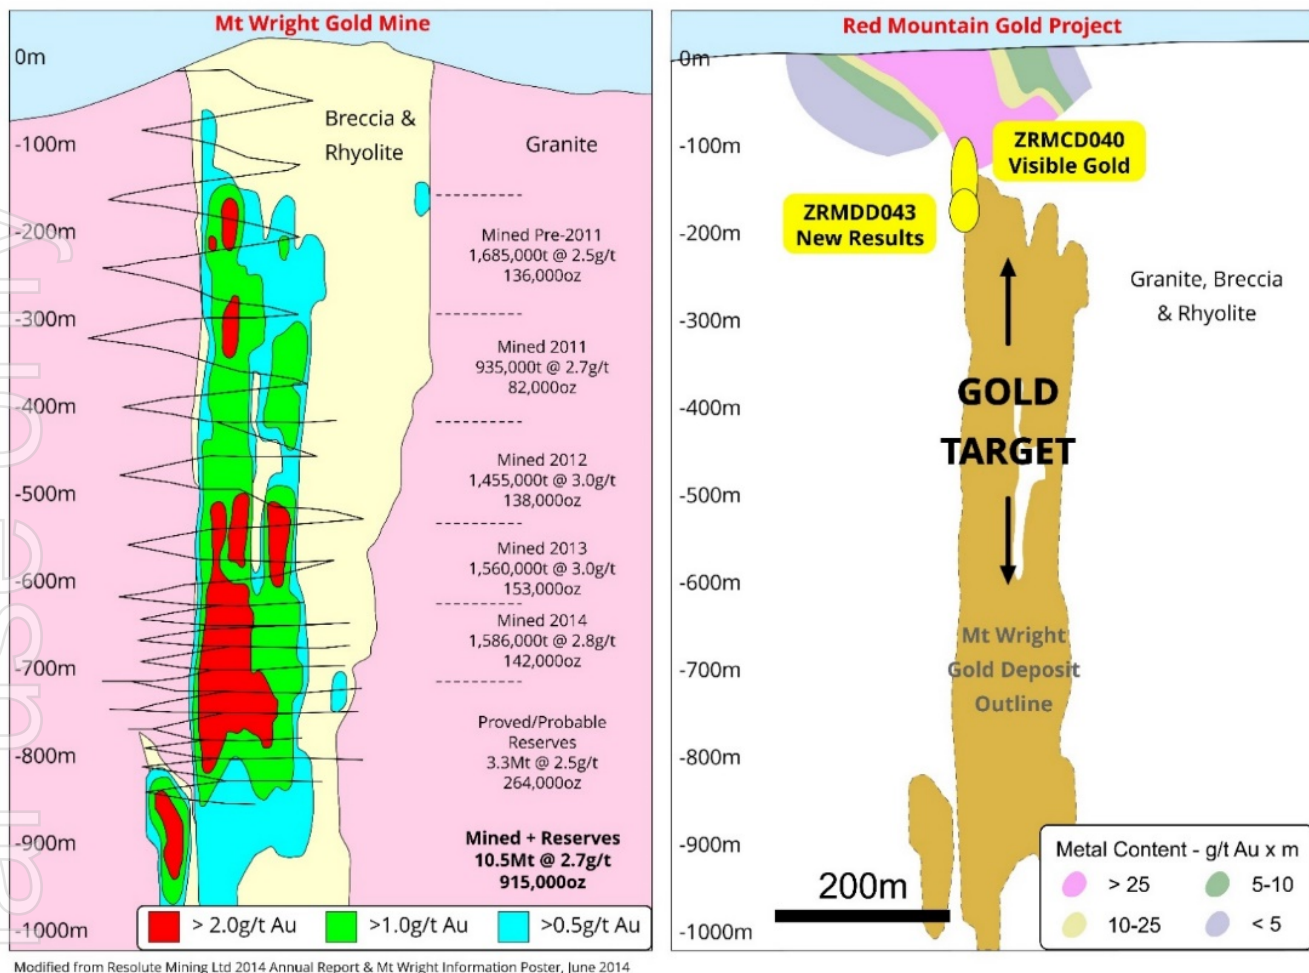 Mt Wright Gold Mine
0m
-100m
-200m
-300m
-400m
-500m
-600m
-700m
-800m
-900m
-1000m
Breccia &
Rhyolite
Granite
Mined Pre-2011
1,685,000t @ 2.5g/t
136,000oz
Mined 2011
935,000t @ 2.7g/t
82,000oz
Mined 2012
1,455,000t @ 3.0g/t
138,000oz
Mined 2013
1,560,000t @ 3.0g/t
153,000oz
Mined 2014
1,586,000t @ 2.8g/t
142,000oz
Proved/Probable
Reserves
3.3Mt @ 2.5g/t
264,000oz
Mined + Reserves
10.5Mt @ 2.7g/t
915,000oz
> 2.0g/t Au
>1.0g/t Au
>0.5g/t Au
Modified from Resolute Mining Ltd 2014 Annual Report & Mt Wright Information Poster, June 2014
Red Mountain Gold Project
0m
-100m
-200m
-300m
-400m
-500m
-600m
-700m
-800m
-900m
-1000m
ZRMCD040
Visible Gold
ZRMDD043
New Results
Granite, Breccia
& Rhyolite
GOLD
TARGET
Mt Wright
Gold Deposit
Outline
200m
Metal Content - g/t Au x m
> 25
5-10
10-25
< 5